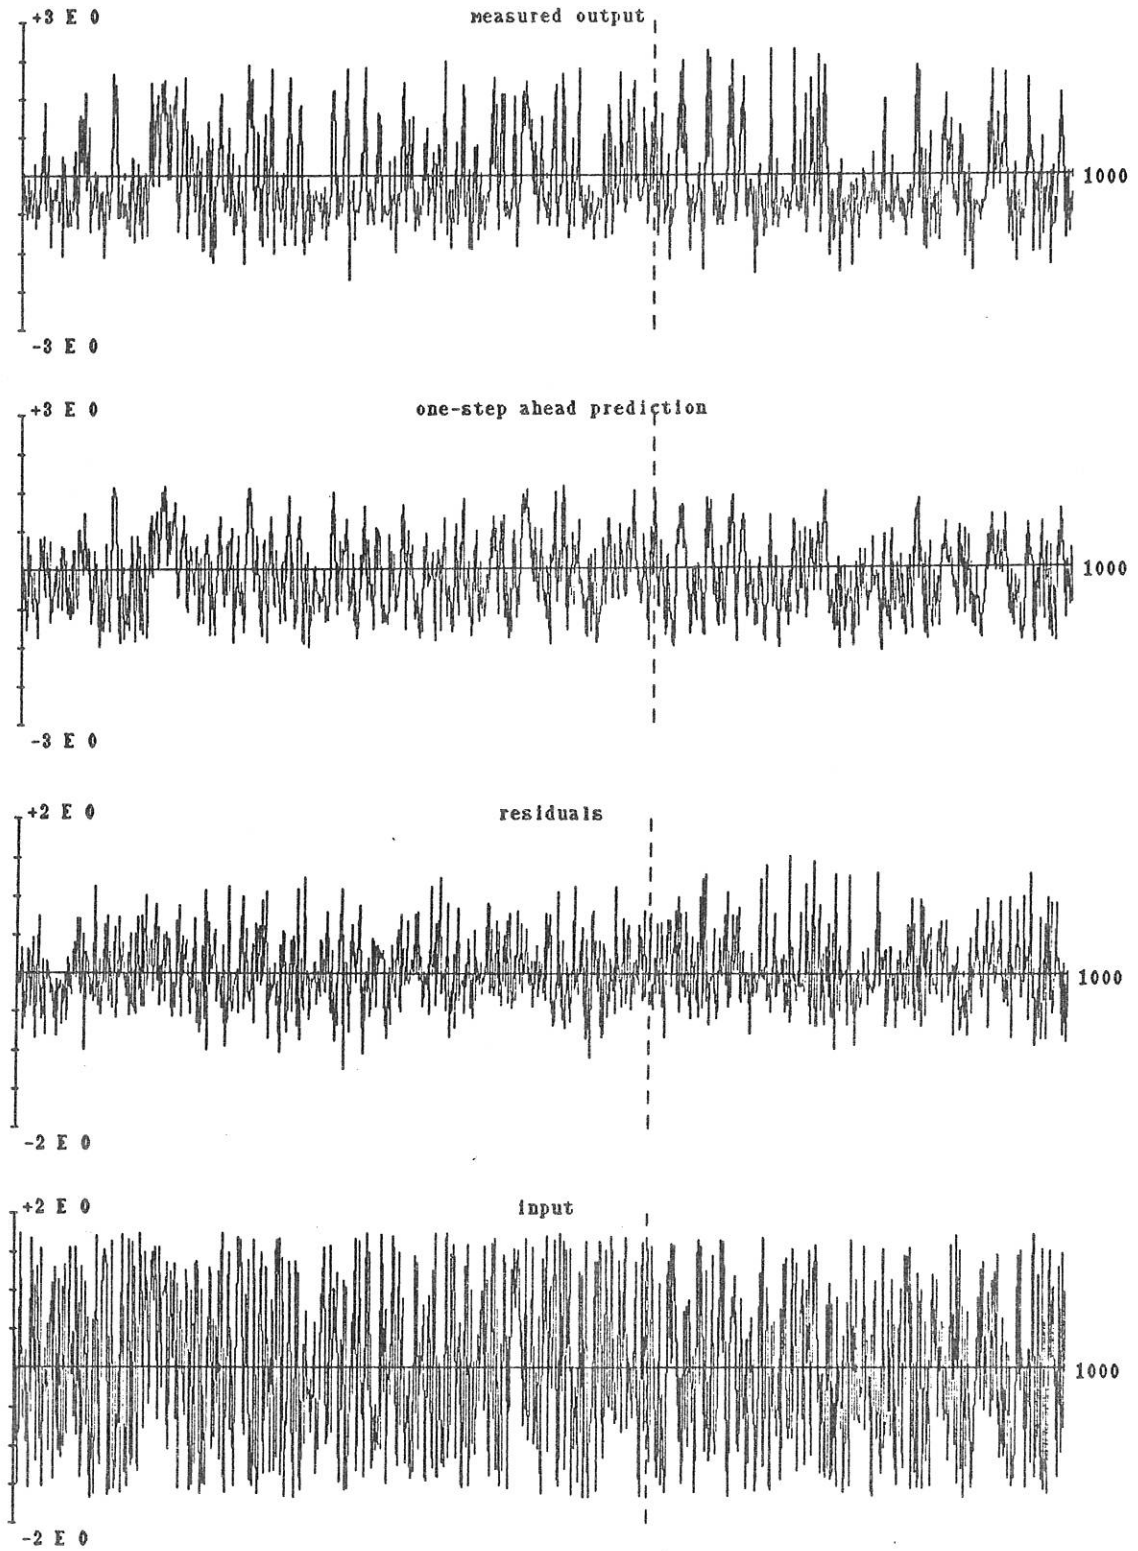 +3 E 0
measured output
1000
-3 E 0
+3 E 0
one-step ahead prediction
1000
-3 E 0
+2 E 0
residuals
1000
-2 E 0
+2 E 0
input
1000
-2 E 0